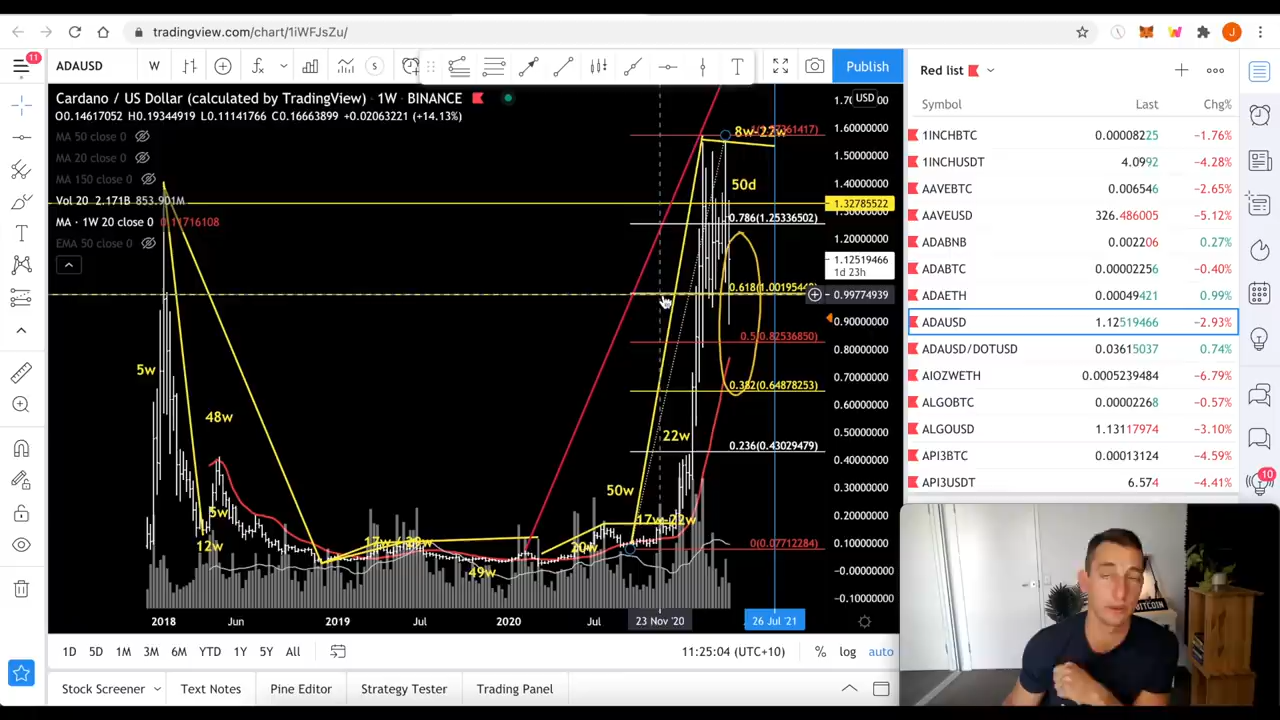 tradingview.com/chart/1iWFJsZu/
11
ADAUSD W Publish
Cardano / US Dollar (calculated by TradingView) · 1W · BINANCE
O0.14617052 H0.19344919 L0.11141766 C0.16663899 +0.02063221 (+14.13%)
MA 50 close 0
MA 20 close 0
MA 150 close 0
Vol 20 2.171B 853.901M
MA · 1W 20 close 0 0.11716108
EMA 50 close 0
USD
8w-22w
50d
0.786(1.25336502)
0.5(0.82536850)
0.382(0.64878253)
0.236(0.43029479)
0(0.07712284)
5w
48w
5w
12w
49w
20w
50w
22w
17w-22w
1.60000000
1.50000000
1.40000000
1.32785522
1.20000000
1.12519466
1d 23h
0.99774939
0.90000000
0.80000000
0.70000000
0.60000000
0.50000000
0.40000000
0.30000000
0.20000000
0.10000000
-0.00000000
-0.10000000
2018 Jun 2019 Jul 2020 Jul 23 Nov '20 26 Jul '21
1D 5D 1M 3M 6M YTD 1Y 5Y All 11:25:04 (UTC+10) % log auto
Stock Screener Text Notes Pine Editor Strategy Tester Trading Panel
Red list
Symbol Last Chg%
1INCHBTC 0.00008225 −1.76%
1INCHUSDT 4.0992 −4.28%
AAVEBTC 0.006546 −2.65%
AAVEUSD 326.486005 −5.12%
ADABNB 0.002206 0.27%
ADABTC 0.00002256 −0.40%
ADAETH 0.00049421 0.99%
ADAUSD 1.12519466 −2.93%
ADAUSD/DOTUSD 0.03615037 0.74%
AIOZWETH 0.0005239484 −6.79%
ALGOBTC 0.00002268 −0.57%
ALGOUSD 1.13117974 −3.10%
API3BTC 0.00013124 −4.59%
API3USDT 6.574 −4.41%
10
BITCOIN